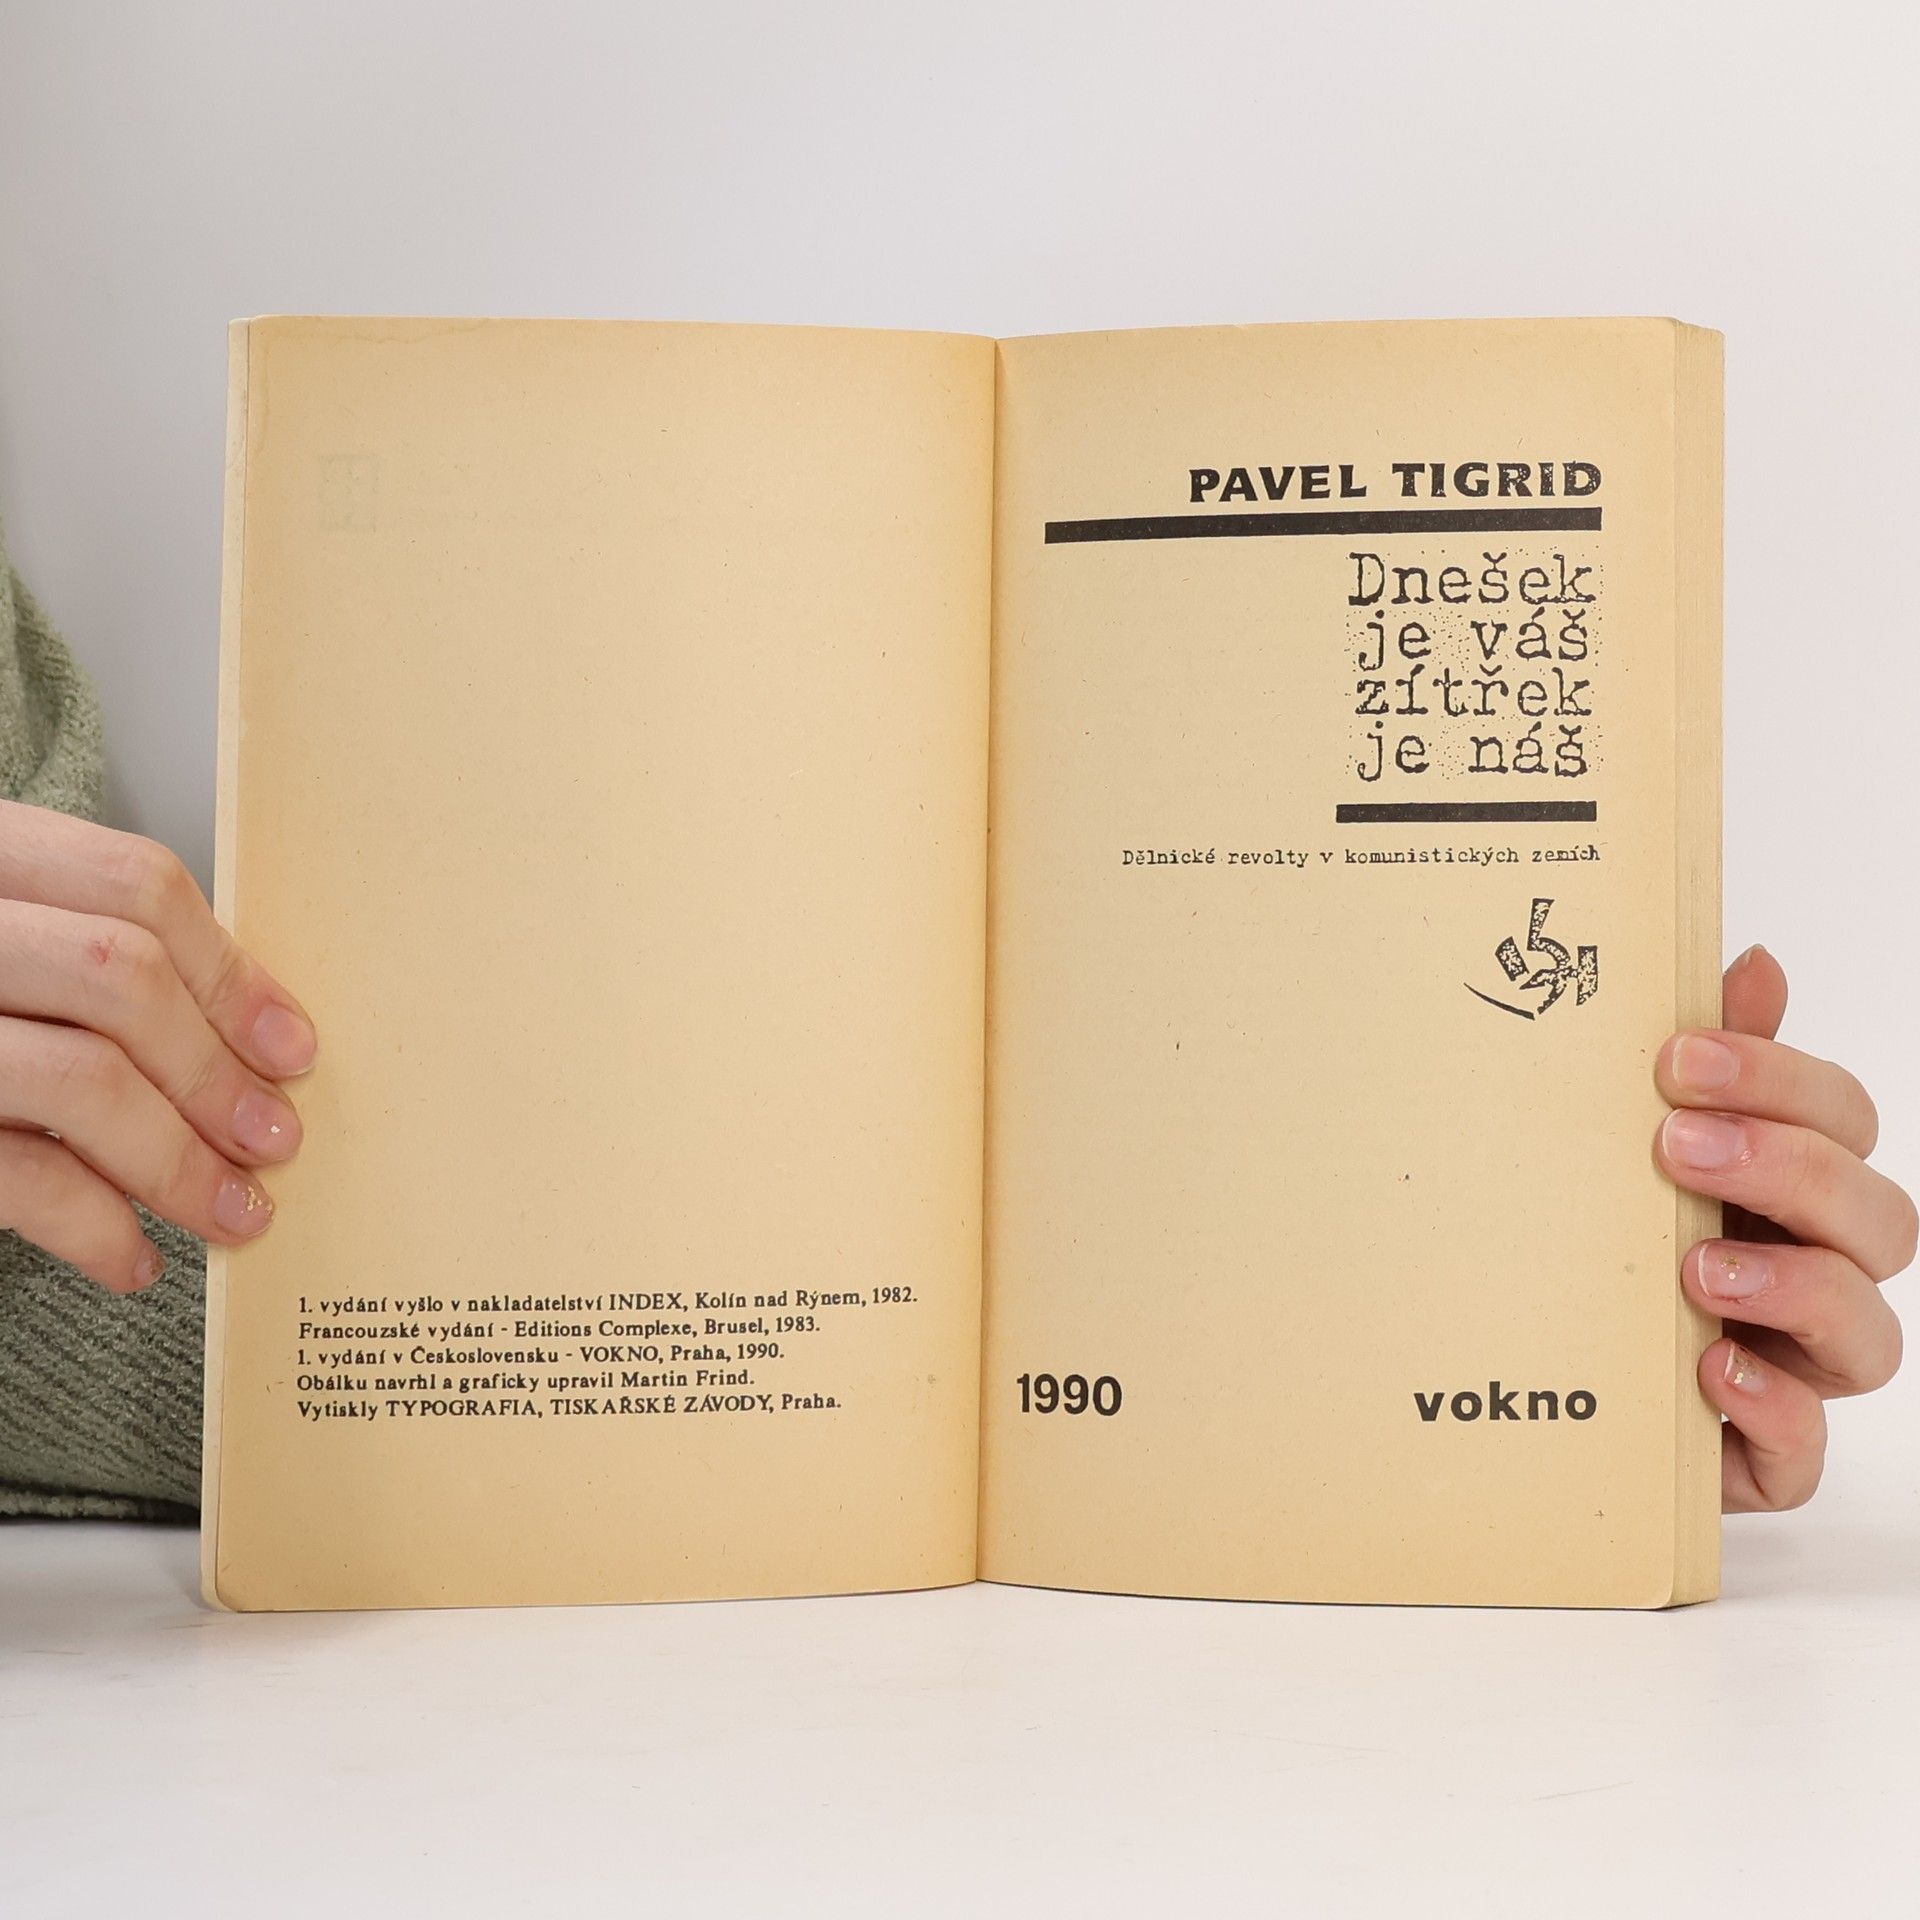 1. vydání vyšlo v nakladatelství INDEX, Kolín nad Rýnem, 1982.
Francouzské vydání - Editions Complexe, Brusel, 1983.
1. vydání v Československu - VOKNO, Praha, 1990.
Obálku navrhl a graficky upravil Martin Frind.
Vytiskly TYPOGRAFIA, TISKAŘSKÉ ZÁVODY, Praha.
PAVEL TIGRID
Dnešek
je váš
zítřek
je náš
Dělnické revolty v komunistických zemích
1990 vokno